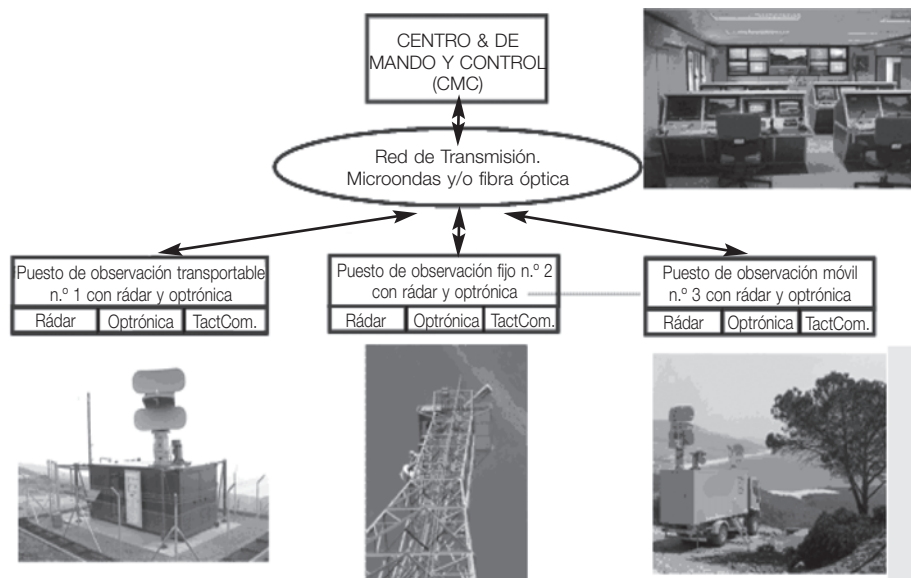 CENTRO & DE
MANDO Y CONTROL
(CMC)
Red de Transmisión.
Microondas y/o fibra óptica
Puesto de observación transportable
n.º 1 con rádar y optrónica
Rádar Optrónica TactCom.
Puesto de observación fijo n.º 2
con rádar y optrónica
Rádar Optrónica TactCom.
Puesto de observación móvil
n.º 3 con rádar y optrónica
Rádar Optrónica TactCom.